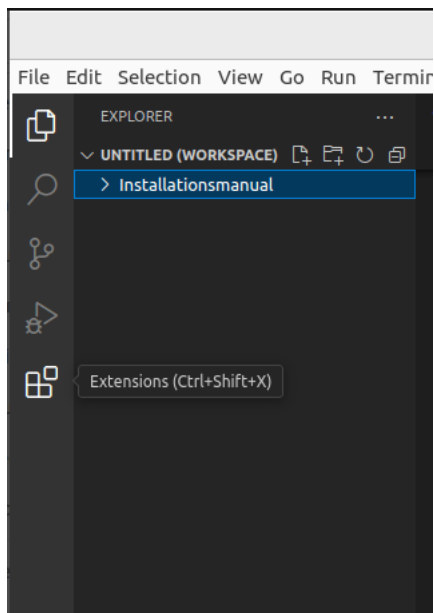 File Edit Selection View Go Run Termin
EXPLORER
UNTITLED (WORKSPACE)
Installationsmanual
Extensions (Ctrl+Shift+X)